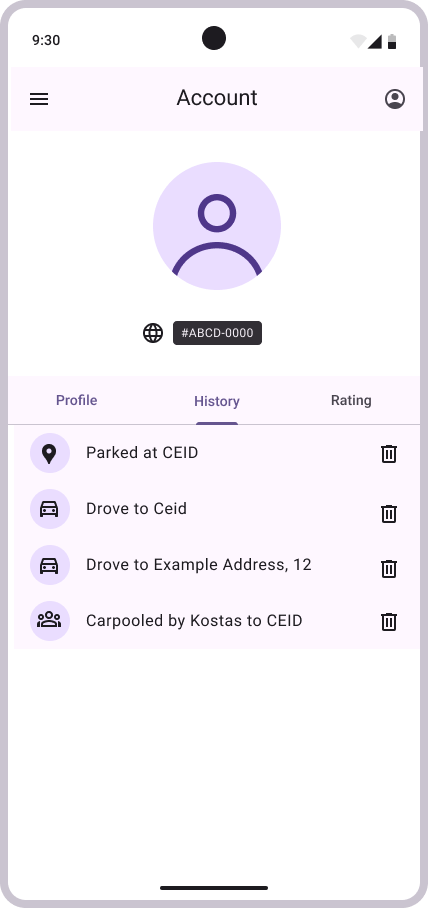 9:30
Account
#ABCD-0000
Profile History Rating
Parked at CEID
Drove to Ceid
Drove to Example Address, 12
Carpooled by Kostas to CEID